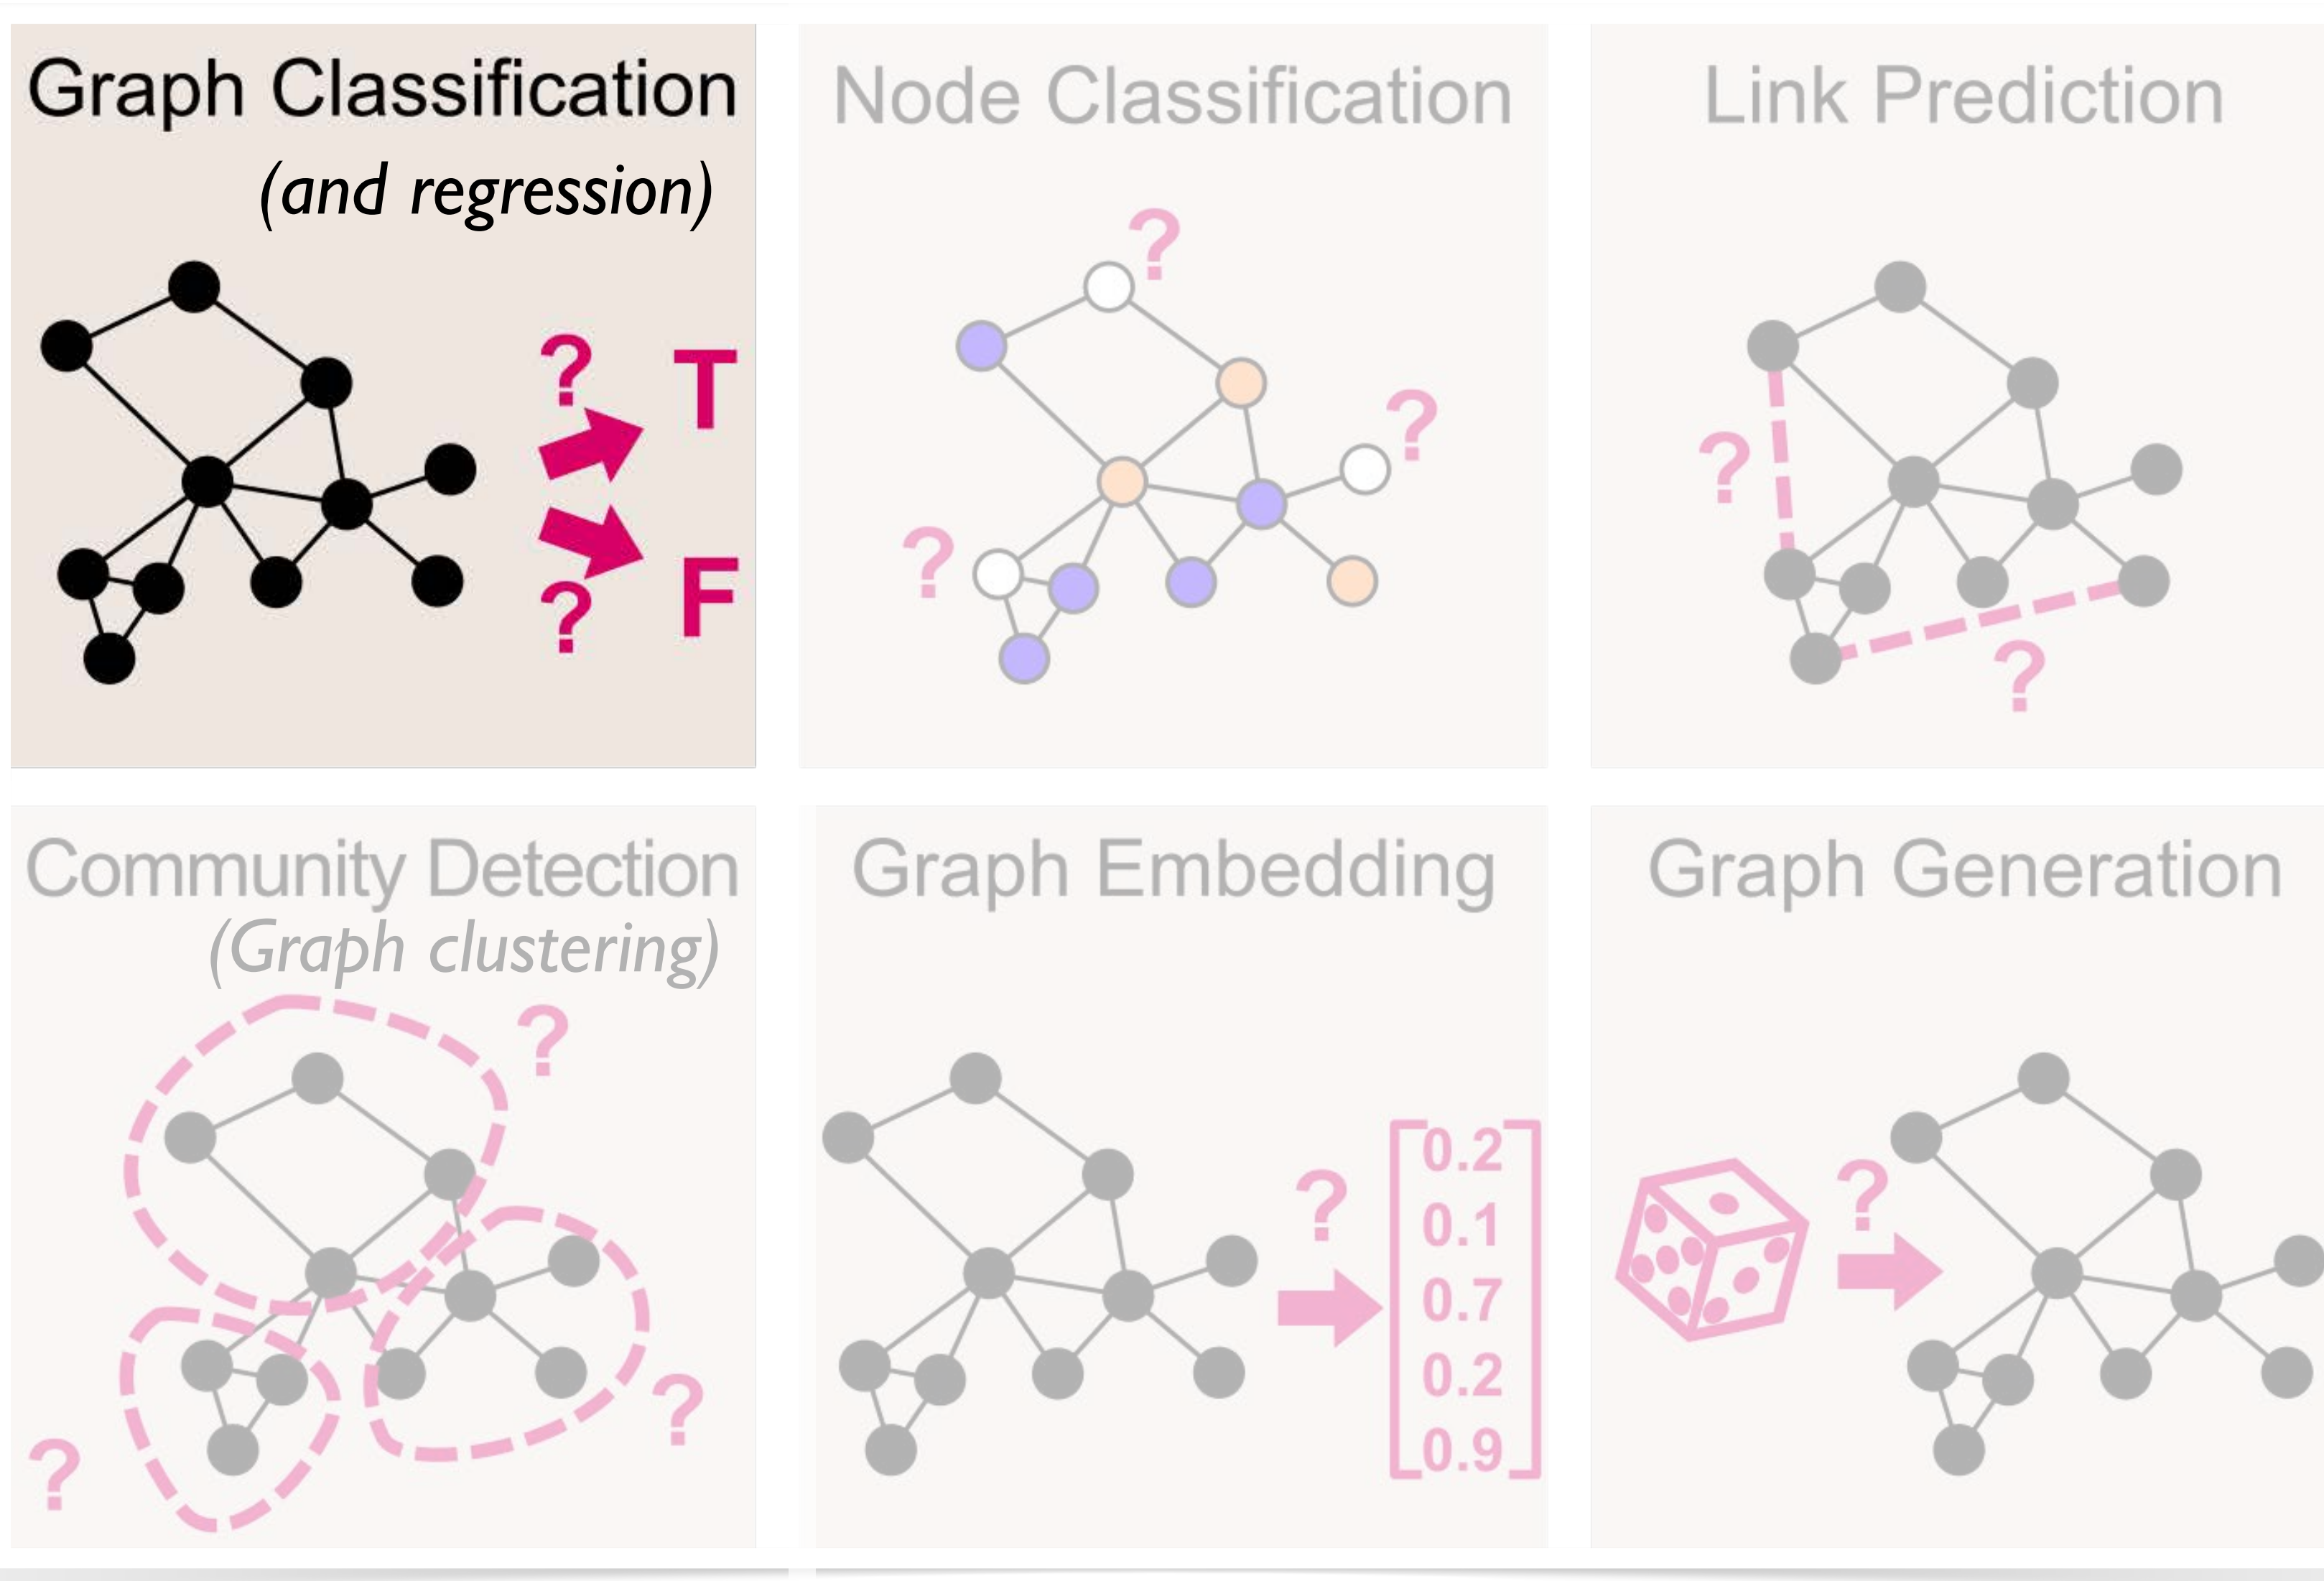 Graph Classification
(and regression)
?
T
?
F
Node Classification
?
?
?
Link Prediction
?
?
Community Detection
(Graph clustering)
?
?
?
Graph Embedding
?
0.2
0.1
0.7
0.2
0.9
Graph Generation
?